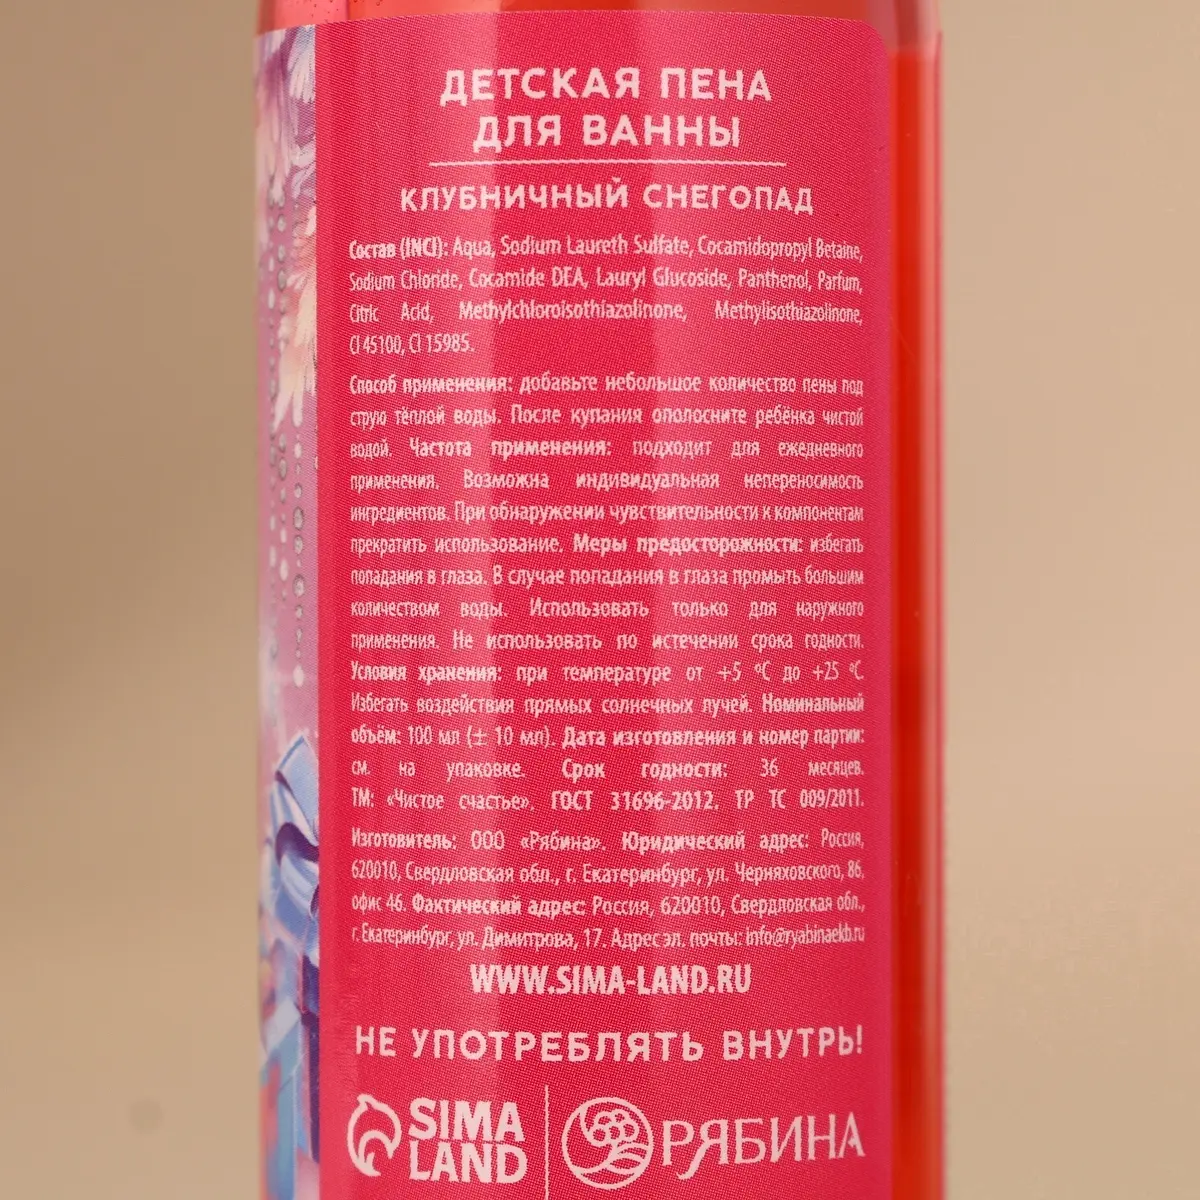 ДЕТСКАЯ ПЕНА
ДЛЯ ВАННЫ
КЛУБНИЧНЫЙ СНЕГОПАД
Состав (INCI): Aqua, Sodium Laureth Sulfate, Cocamidopropyl Betaine,
Sodium Chloride, Cocamide DEA, Lauryl Glucoside, Panthenol, Parfum,
Citric Acid, Methylchloroisothiazolinone, Methylisothiazolinone,
CI 45100, CI 15985.
Способ применения: добавьте небольшое количество пены под
струю тёплой воды. После купания ополосните ребёнка чистой
водой. Частота применения: подходит для ежедневного
применения. Возможна индивидуальная непереносимость
ингредиентов. При обнаружении чувствительности к компонентам
прекратить использование. Меры предосторожности: избегать
попадания в глаза. В случае попадания в глаза промыть большим
количеством воды. Использовать только для наружного
применения. Не использовать по истечении срока годности.
Условия хранения: при температуре от +5 °C до +25 °C.
Избегать воздействия прямых солнечных лучей. Номинальный
объём: 100 мл (± 10 мл). Дата изготовления и номер партии:
см. на упаковке. Срок годности: 36 месяцев.
ТМ: «Чистое счастье». ГОСТ 31696-2012. ТР ТС 009/2011.
Изготовитель: ООО «Рябина». Юридический адрес: Россия,
620010, Свердловская обл., г. Екатеринбург, ул. Черняховского, 86,
офис 46. Фактический адрес: Россия, 620010, Свердловская обл.,
г. Екатеринбург, ул. Димитрова, 17. Адрес эл. почты: info@ryabinaekb.ru
WWW.SIMA-LAND.RU
НЕ УПОТРЕБЛЯТЬ ВНУТРЬ!
SIMA
LAND
РЯБИНА